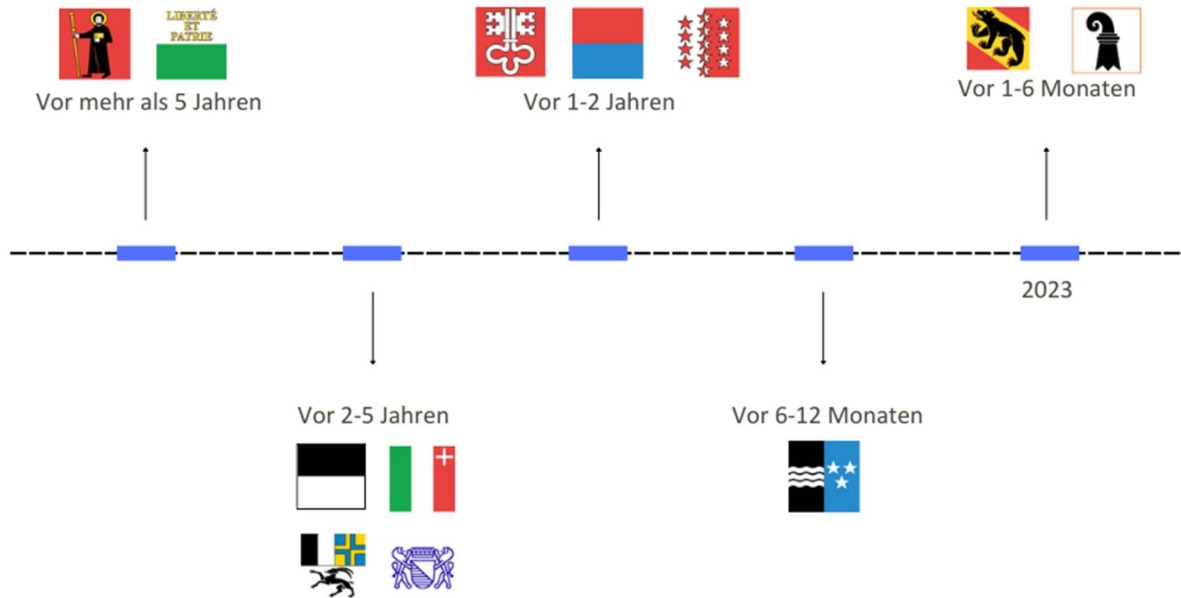 LIBERTÉ
ET
PATRIE
Vor mehr als 5 Jahren
Vor 1-2 Jahren
Vor 1-6 Monaten
2023
Vor 2-5 Jahren
Vor 6-12 Monaten